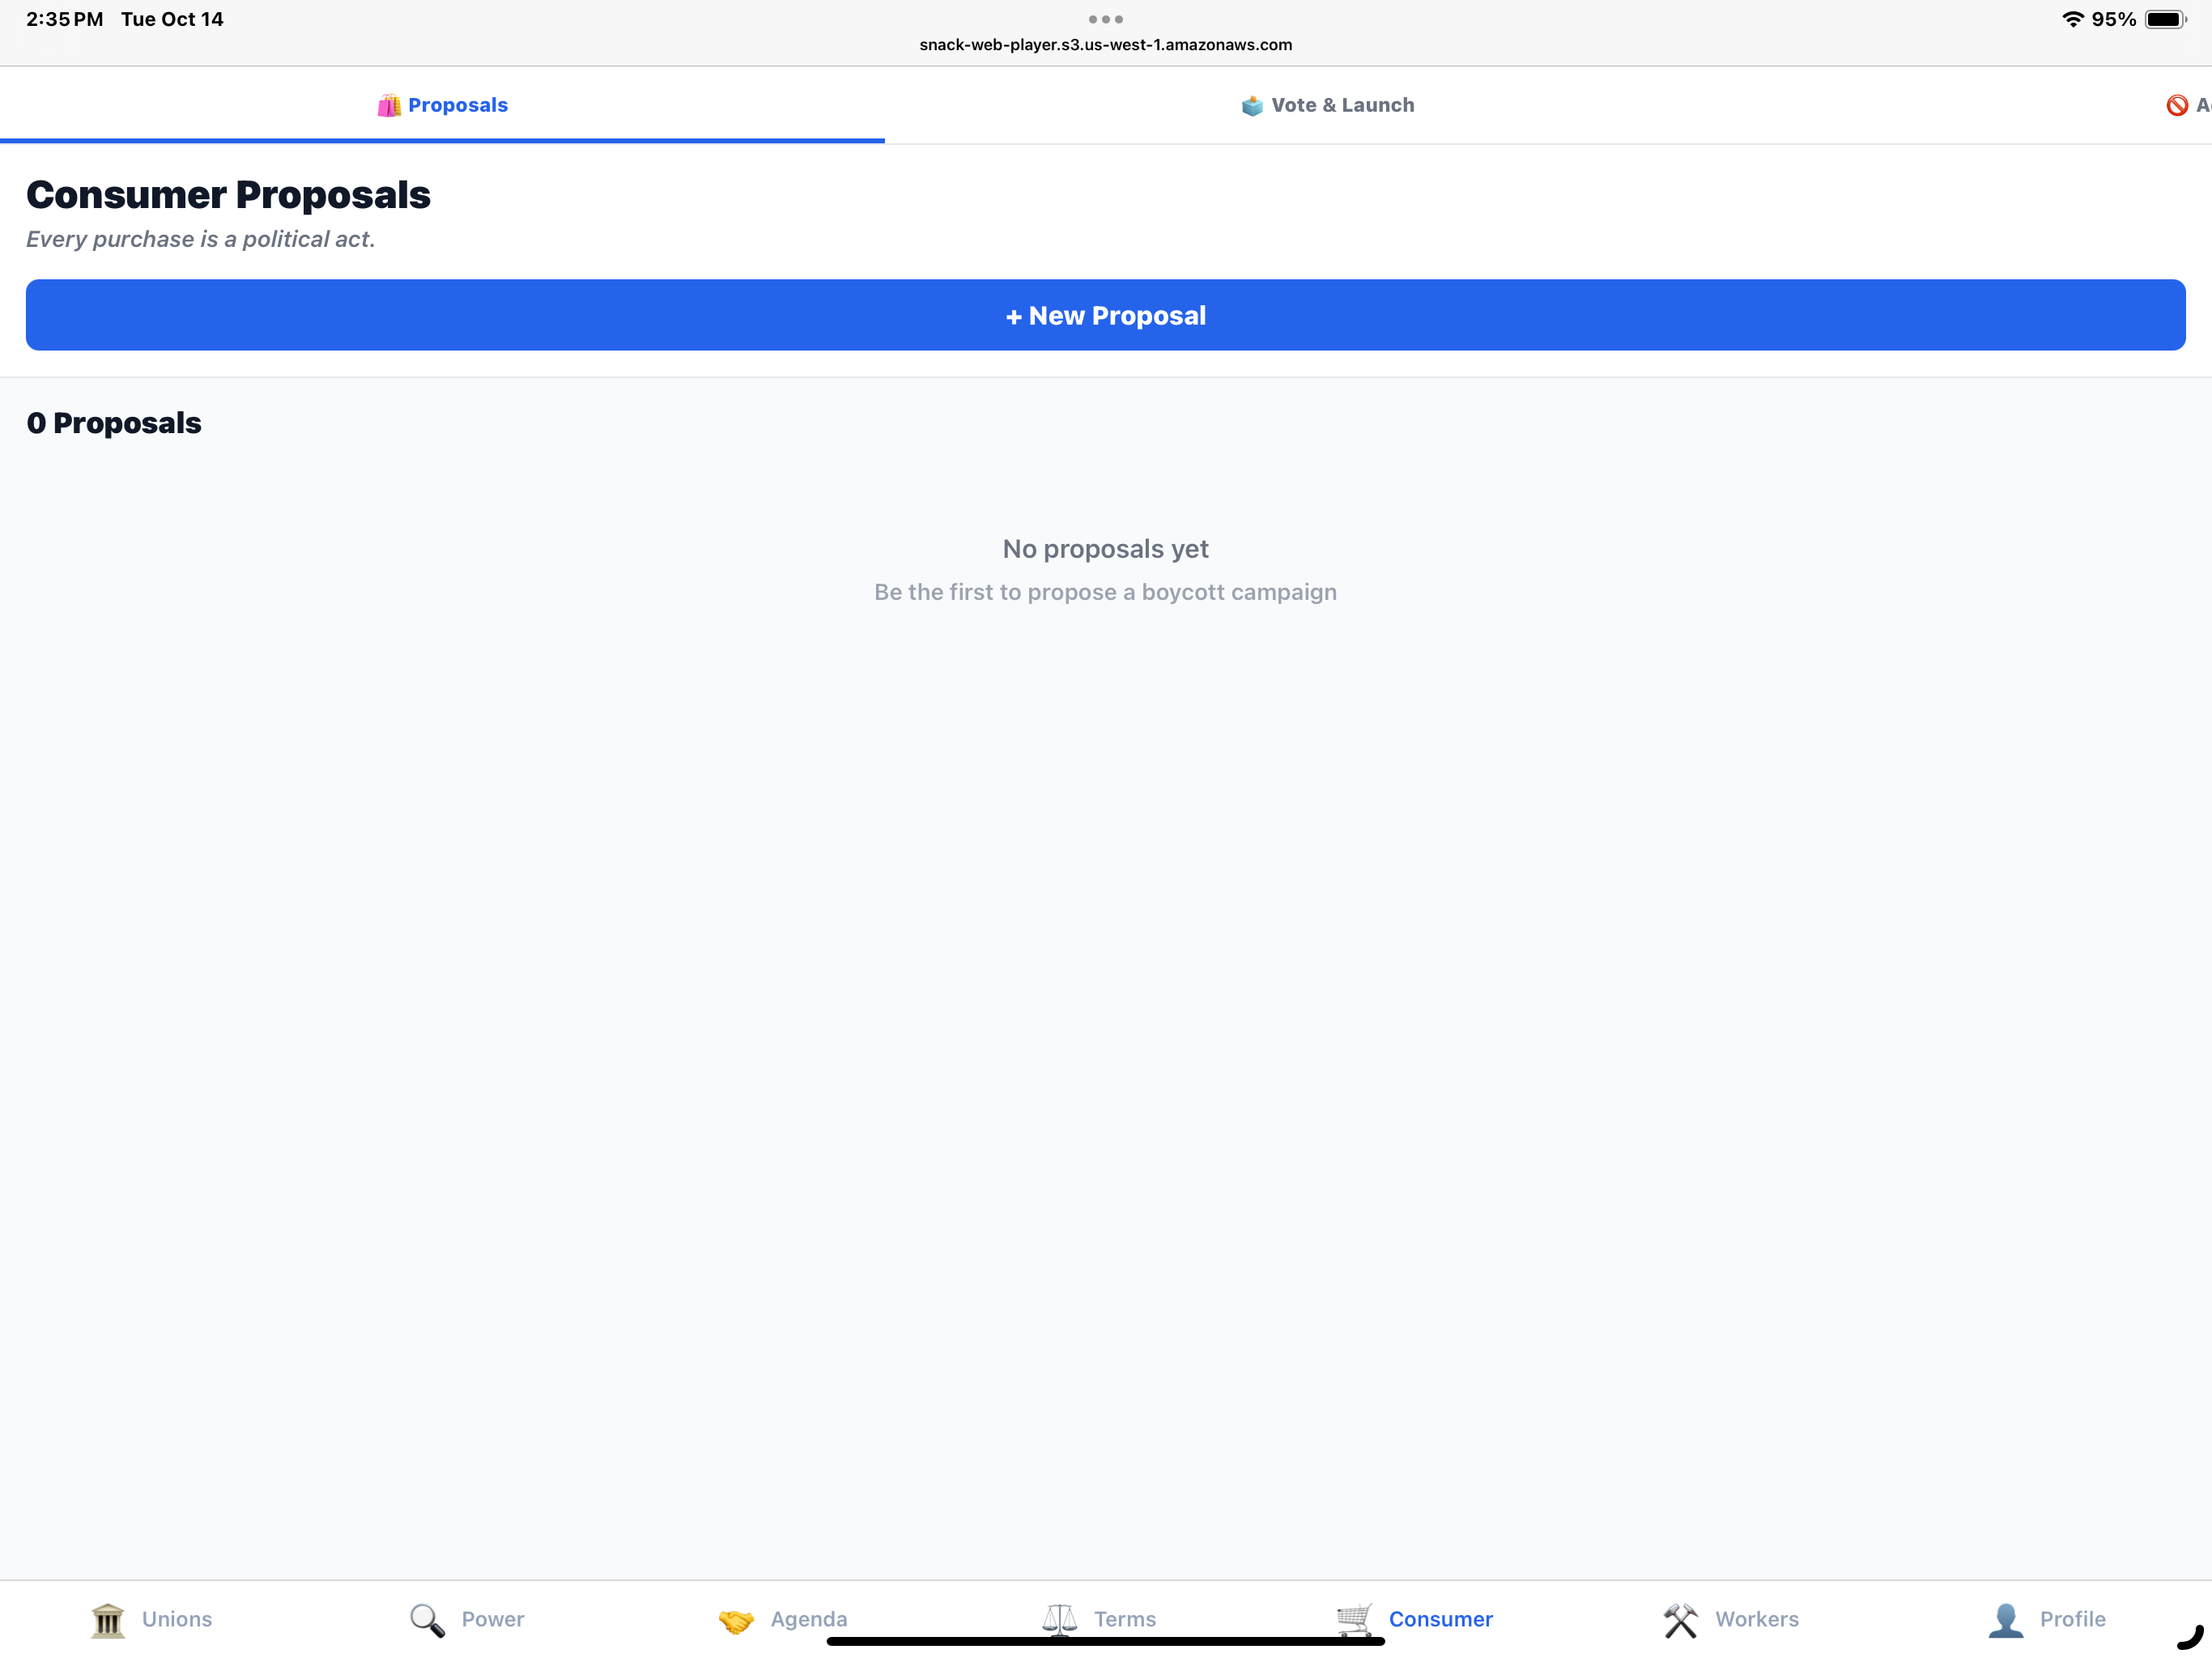 2:35 PM Tue Oct 14
95%
snack-web-player.s3.us-west-1.amazonaws.com
Proposals
Vote & Launch
Consumer Proposals
Every purchase is a political act.
+ New Proposal
0 Proposals
No proposals yet
Be the first to propose a boycott campaign
Unions
Power
Agenda
Terms
Consumer
Workers
Profile